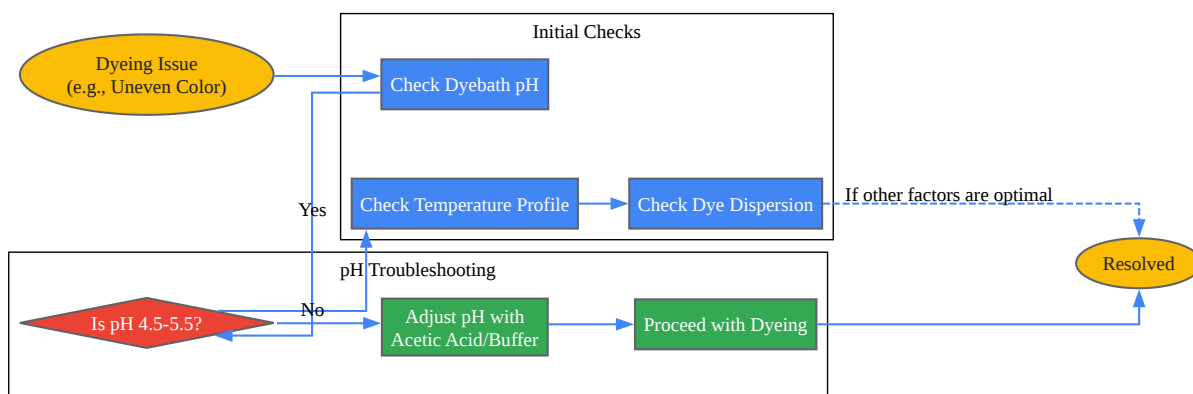 Initial Checks
Dyeing Issue
(e.g., Uneven Color)
Check Dyebath pH
Check Temperature Profile
Check Dye Dispersion
If other factors are optimal
Yes
Resolved
pH Troubleshooting
No
Is pH 4.5-5.5?
Adjust pH with
Acetic Acid/Buffer
Proceed with Dyeing